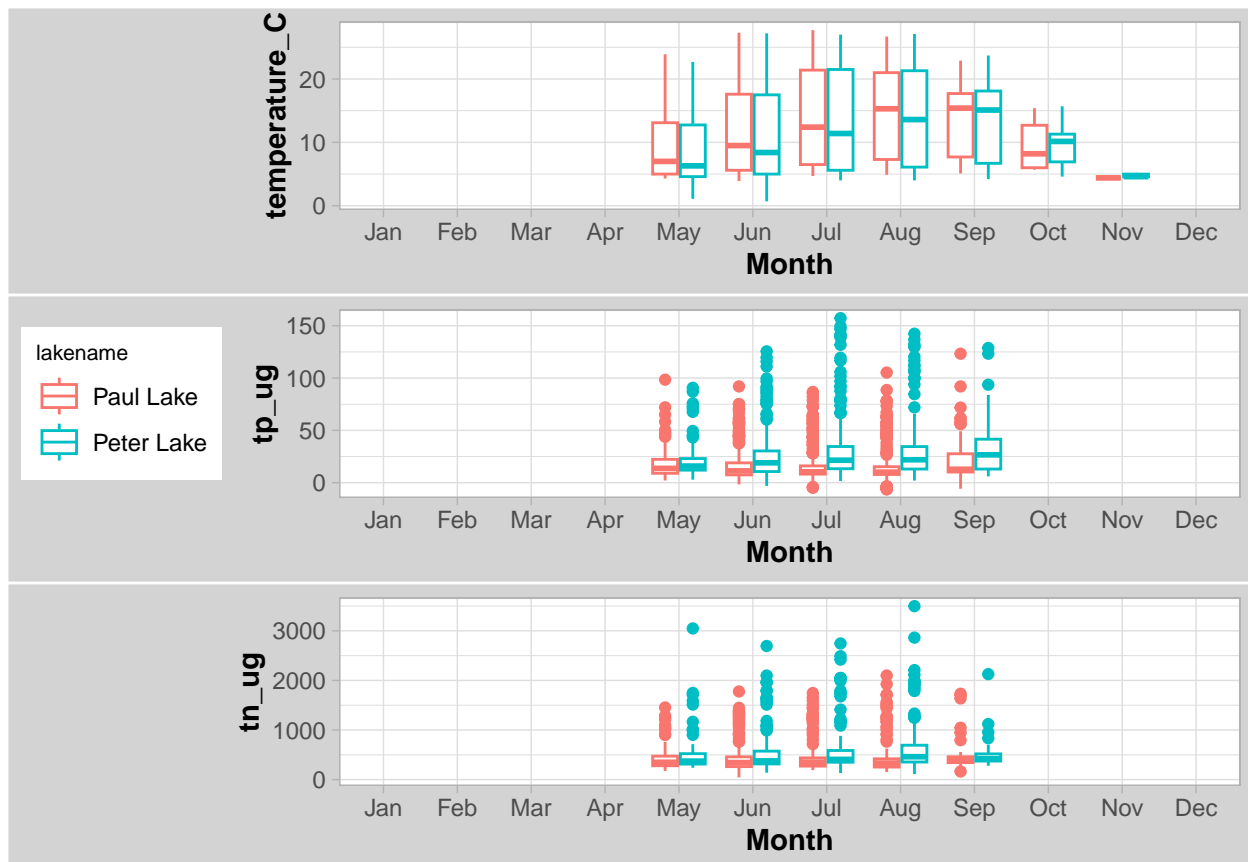 temperature_C
20
10
0
Jan Feb Mar Apr May Jun Jul Aug Sep Oct Nov Dec
Month
lakename
Paul Lake
Peter Lake
tp_ug
150
100
50
0
Jan Feb Mar Apr May Jun Jul Aug Sep Oct Nov Dec
Month
tn_ug
3000
2000
1000
0
Jan Feb Mar Apr May Jun Jul Aug Sep Oct Nov Dec
Month